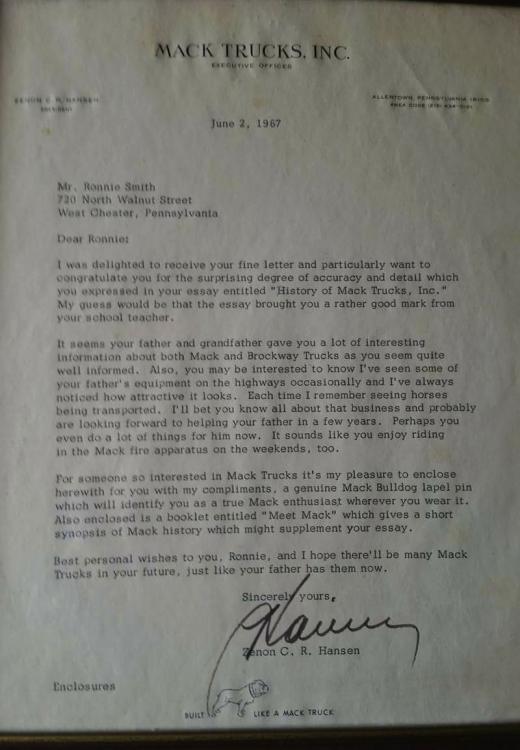 MACK TRUCKS, INC.
EXECUTIVE OFFICES
ZENON C. R. HANSEN
PRESIDENT
ALLENTOWN, PENNSYLVANIA
AREA CODE (215)
June 2, 1967
Mr. Ronnie Smith
720 North Walnut Street
West Chester, Pennsylvania
Dear Ronnie:
I was delighted to receive your fine letter and particularly want to
congratulate you for the surprising degree of accuracy and detail which
you expressed in your essay entitled "History of Mack Trucks, Inc."
My guess would be that the essay brought you a rather good mark from
your school teacher.
It seems your father and grandfather gave you a lot of interesting
information about both Mack and Brockway Trucks as you seem quite
well informed. Also, you may be interested to know I've seen some of
your father's equipment on the highways occasionally and I've always
noticed how attractive it looks. Each time I remember seeing horses
being transported. I'll bet you know all about that business and probably
are looking forward to helping your father in a few years. Perhaps you
even do a lot of things for him now. It sounds like you enjoy riding
in the Mack fire apparatus on the weekends, too.
For someone so interested in Mack Trucks it's my pleasure to enclose
herewith for you with my compliments, a genuine Mack Bulldog lapel pin
which will identify you as a true Mack enthusiast wherever you wear it.
Also enclosed is a booklet entitled "Meet Mack" which gives a short
synopsis of Mack history which might supplement your essay.
Best personal wishes to you, Ronnie, and I hope there'll be many Mack
Trucks in your future, just like your father has them now.
Sincerely yours,
Zenon C. R. Hansen
Enclosures
BUILT LIKE A MACK TRUCK